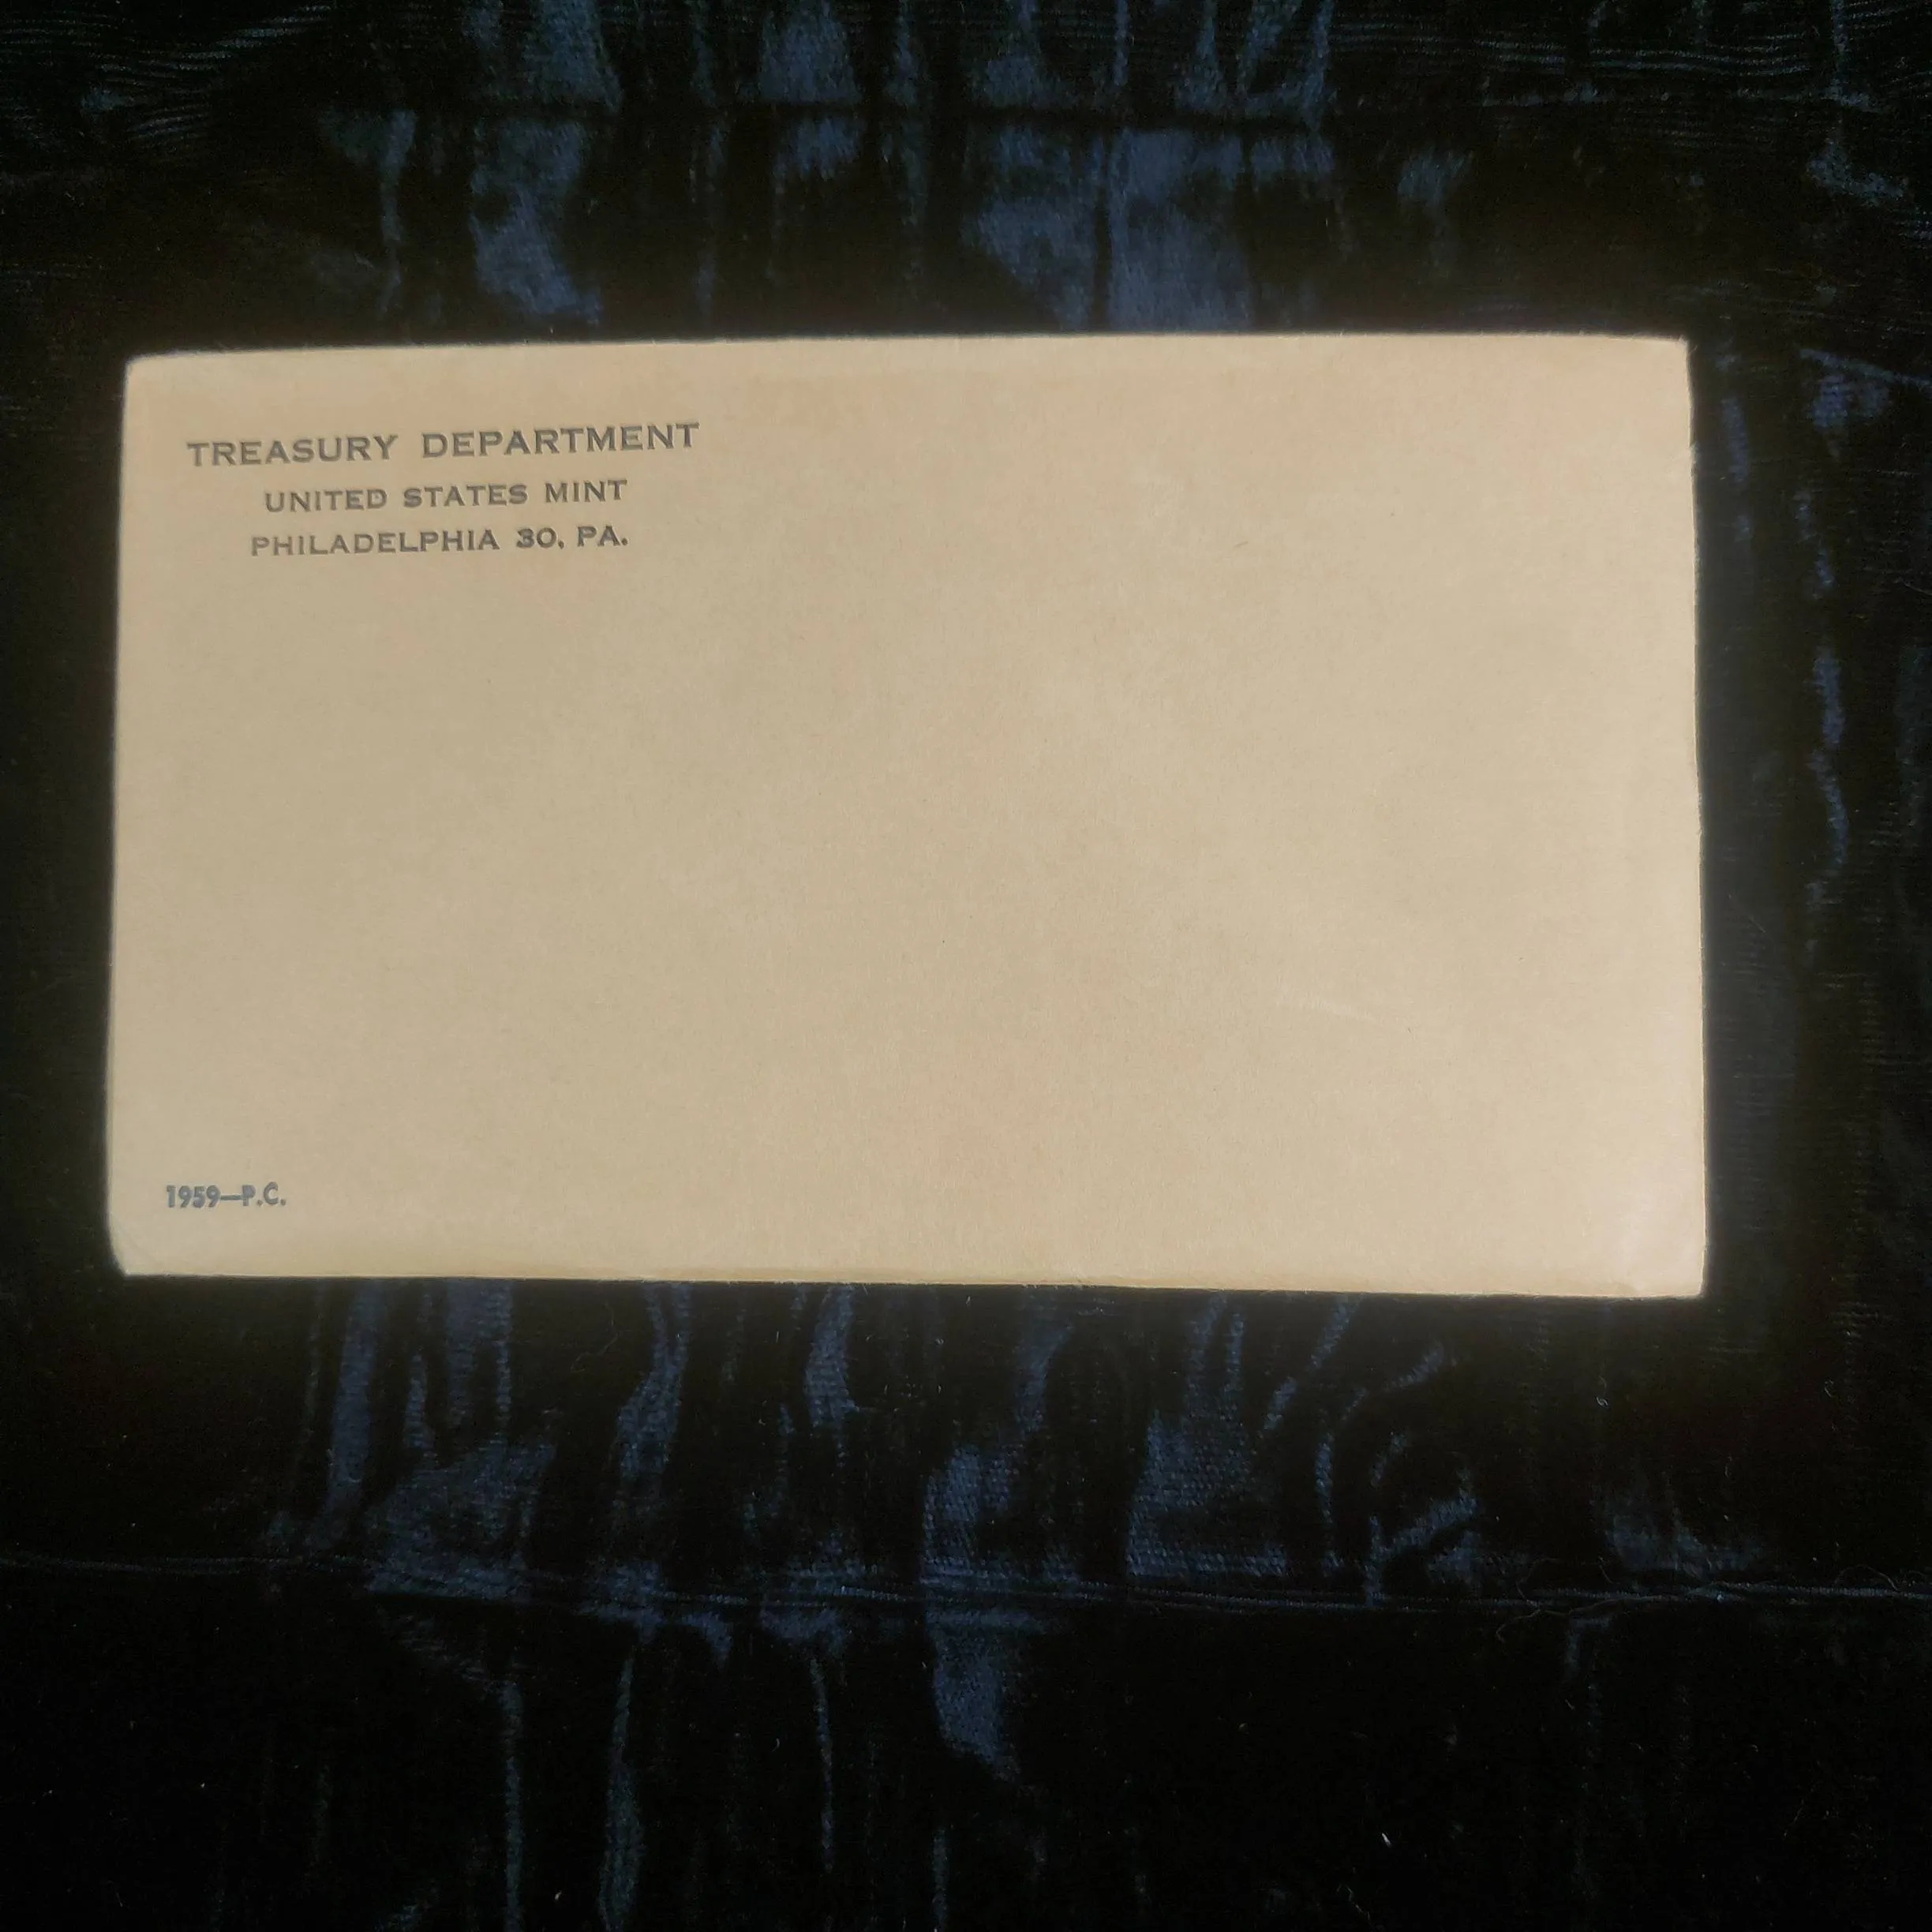 TREASURY DEPARTMENT
UNITED STATES MINT
PHILADELPHIA 30, PA.
1959—P.C.